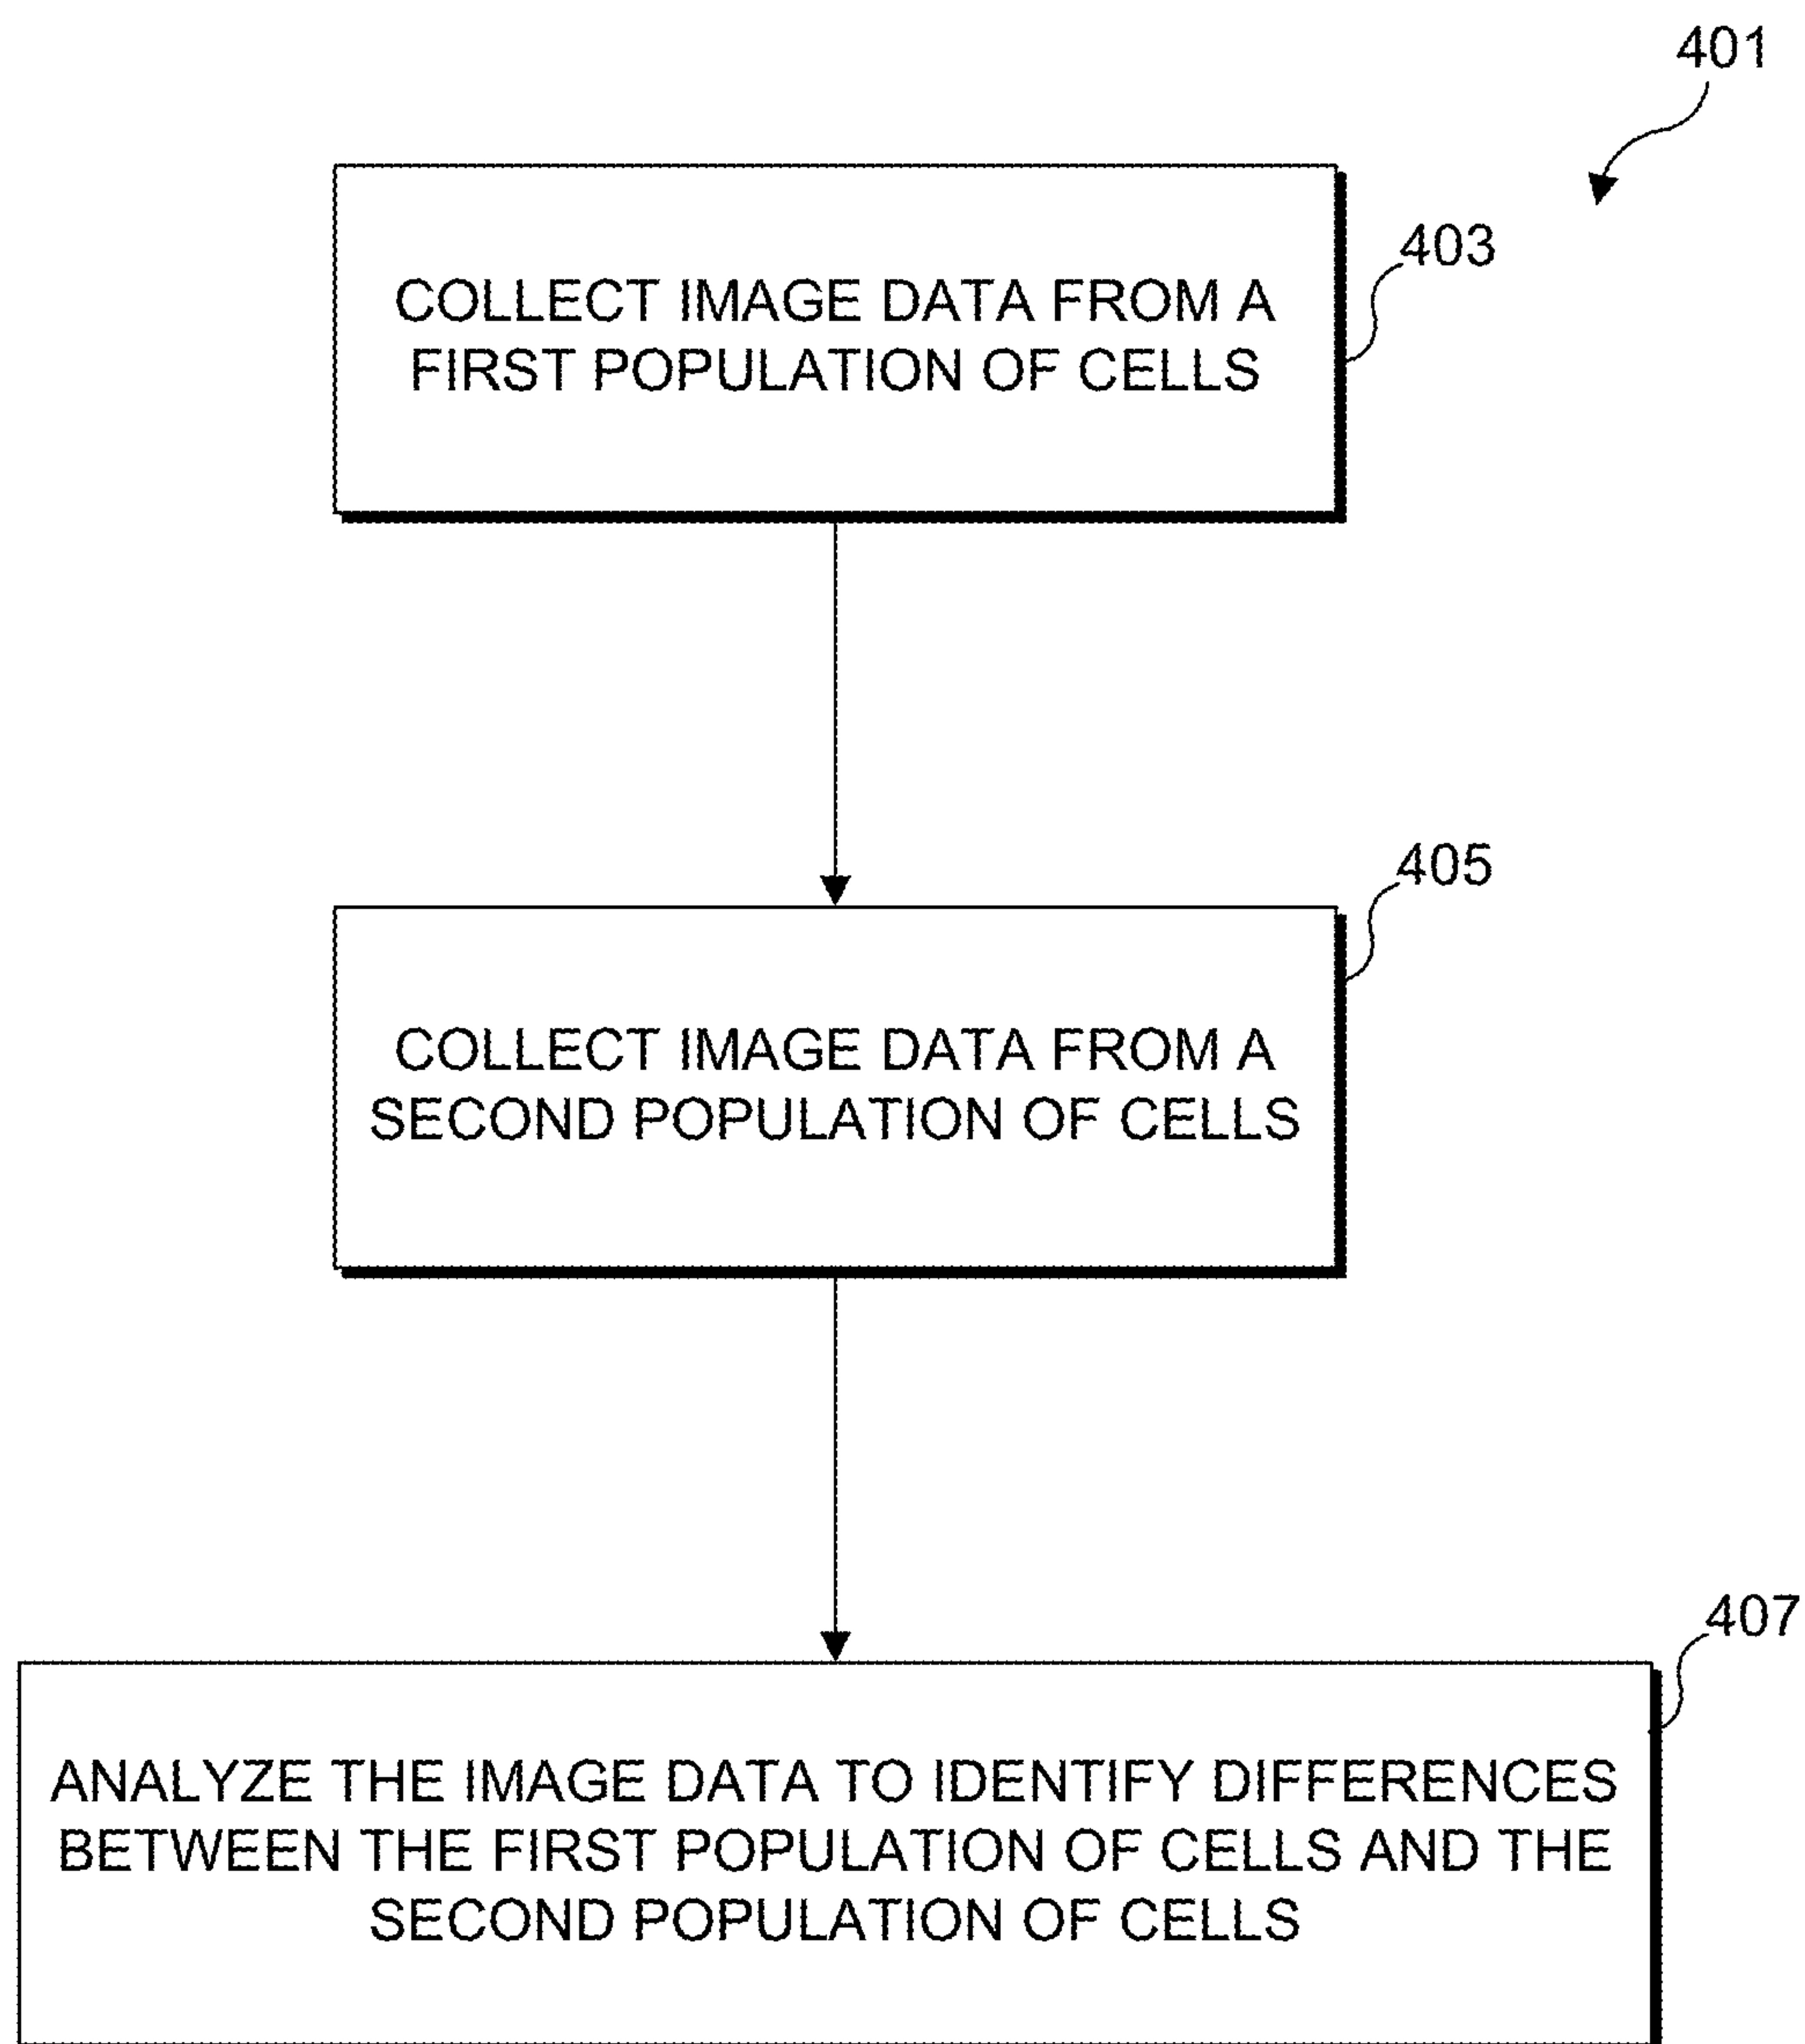 401
403
COLLECT IMAGE DATA FROM A
FIRST POPULATION OF CELLS
405
COLLECT IMAGE DATA FROM A
SECOND POPULATION OF CELLS
407
ANALYZE THE IMAGE DATA TO IDENTIFY DIFFERENCES
BETWEEN THE FIRST POPULATION OF CELLS AND THE
SECOND POPULATION OF CELLS